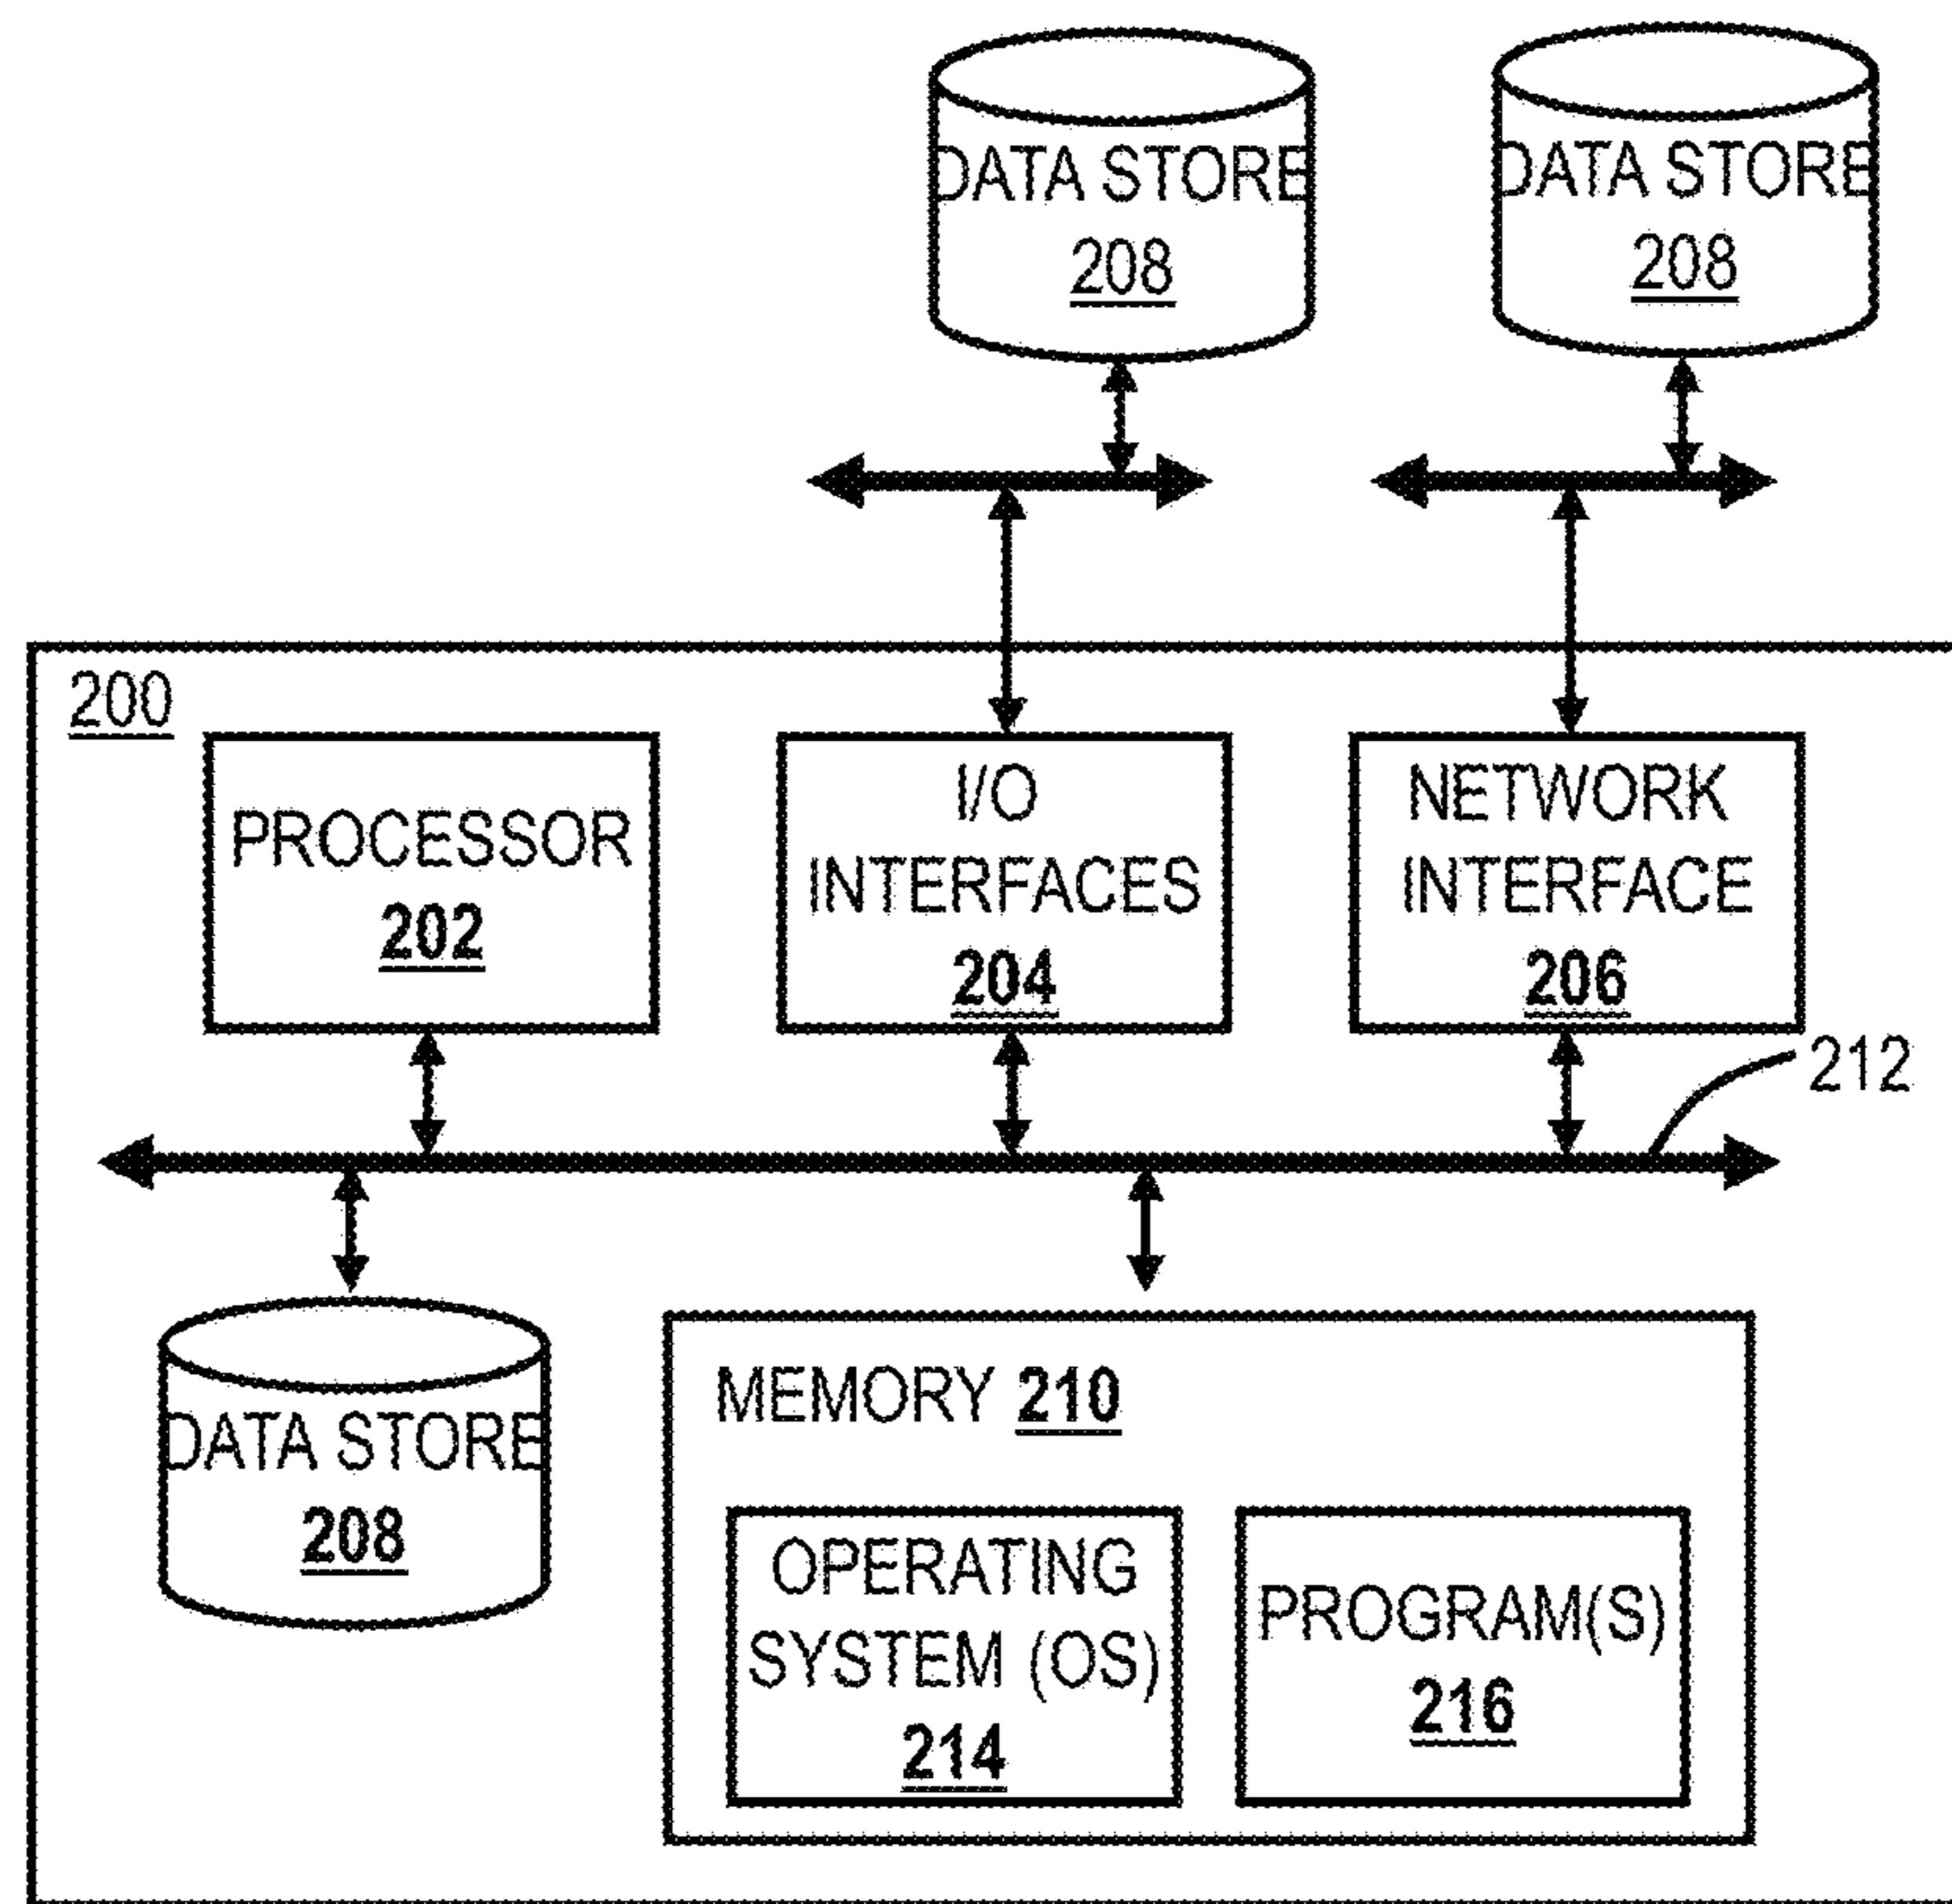 DATA STORE
208
DATA STORE
208
200
PROCESSOR
202
I/O
INTERFACES
204
NETWORK
INTERFACE
206
212
DATA STORE
208
MEMORY 210
OPERATING
SYSTEM (OS)
214
PROGRAM(S)
216